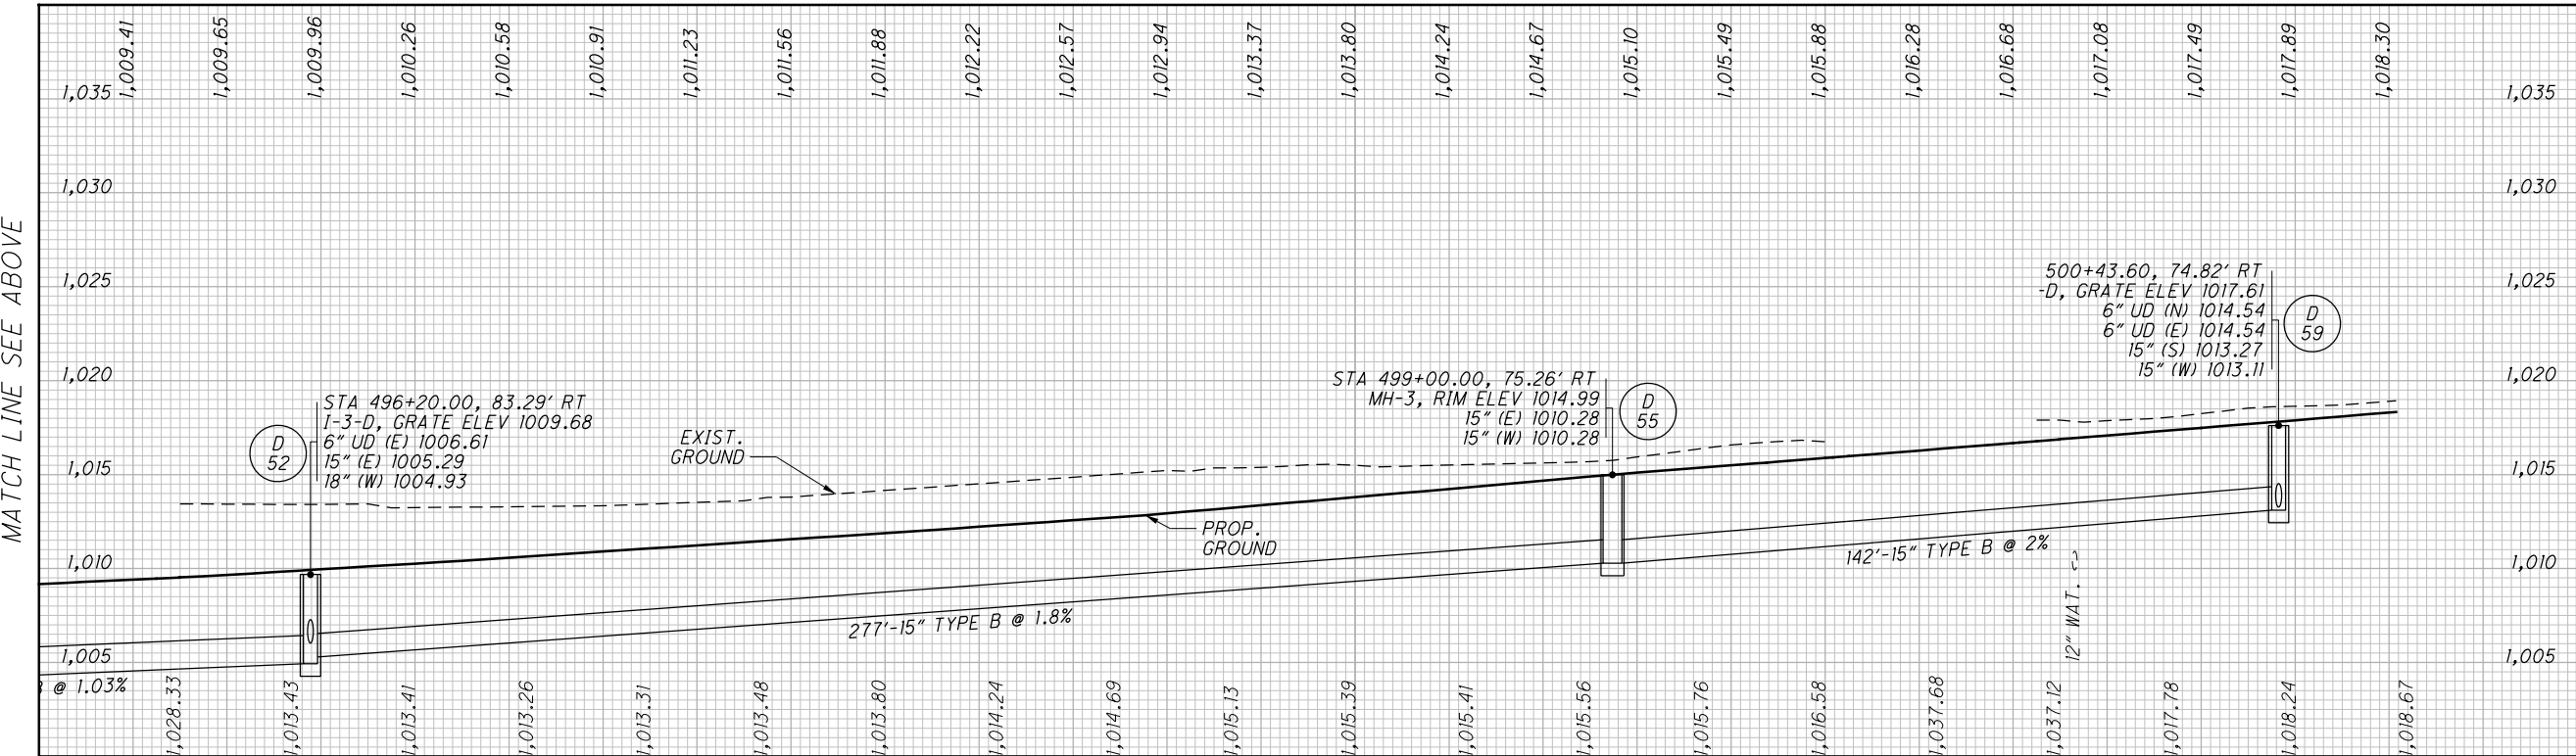 1,009.41 1,009.65 1,009.96 1,010.26 1,010.58 1,010.91 1,011.23 1,011.56 1,011.88 1,012.22 1,012.57 1,012.94 1,013.37 1,013.80 1,014.24 1,014.67 1,015.10 1,015.49 1,015.88 1,016.28 1,016.68 1,017.08 1,017.49 1,017.89 1,018.30
1,035 1,035
1,030 1,030
MATCH LINE SEE ABOVE
1,025 1,025
500+43.60, 74.82' RT
-D, GRATE ELEV 1017.61
6" UD (N) 1014.54
6" UD (E) 1014.54
15" (S) 1013.27
15" (W) 1013.11
D
59
1,020 1,020
STA 499+00.00, 75.26' RT
MH-3, RIM ELEV 1014.99
15" (E) 1010.28
15" (W) 1010.28
D
55
STA 496+20.00, 83.29' RT
I-3-D, GRATE ELEV 1009.68
6" UD (E) 1006.61
15" (E) 1005.29
18" (W) 1004.93
D
52
EXIST.
GROUND
1,015 1,015
PROP.
GROUND
142'-15" TYPE B @ 2%
1,010 1,010
12" WAT.
277'-15" TYPE B @ 1.8%
1,005 1,005
@ 1.03%
1,028.33 1,013.43 1,013.41 1,013.26 1,013.31 1,013.48 1,013.80 1,014.24 1,014.69 1,015.13 1,015.39 1,015.41 1,015.56 1,015.76 1,016.58 1,037.68 1,037.12 1,017.78 1,018.24 1,018.67